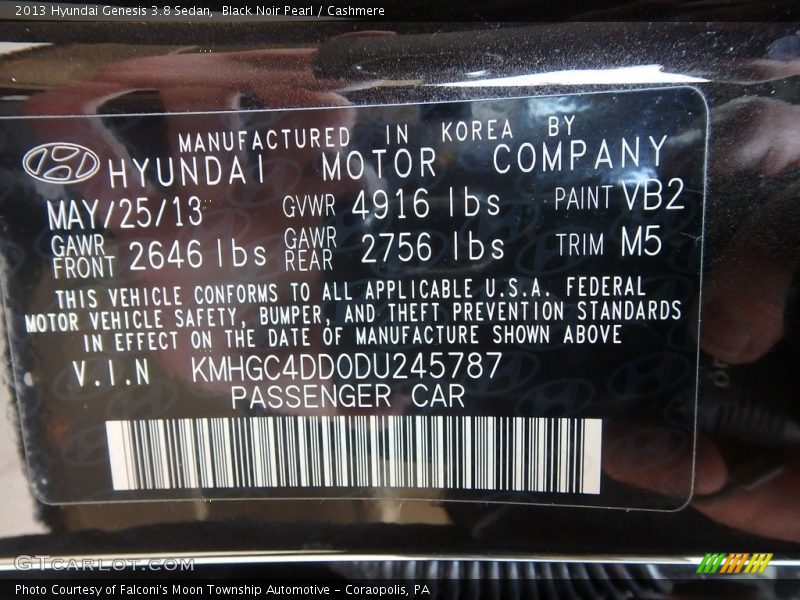 2013 Hyundai Genesis 3.8 Sedan, Black Noir Pearl / Cashmere
MANUFACTURED IN KOREA BY
HYUNDAI MOTOR COMPANY
MAY/25/13 GVWR 4916 lbs PAINT VB2
GAWR FRONT 2646 lbs GAWR REAR 2756 lbs TRIM M5
THIS VEHICLE CONFORMS TO ALL APPLICABLE U.S.A. FEDERAL
MOTOR VEHICLE SAFETY, BUMPER, AND THEFT PREVENTION STANDARDS
IN EFFECT ON THE DATE OF MANUFACTURE SHOWN ABOVE
V.I.N KMHGC4DD0DU245787
PASSENGER CAR
GTCarLot.com
Photo Courtesy of Falconi's Moon Township Automotive - Coraopolis, PA